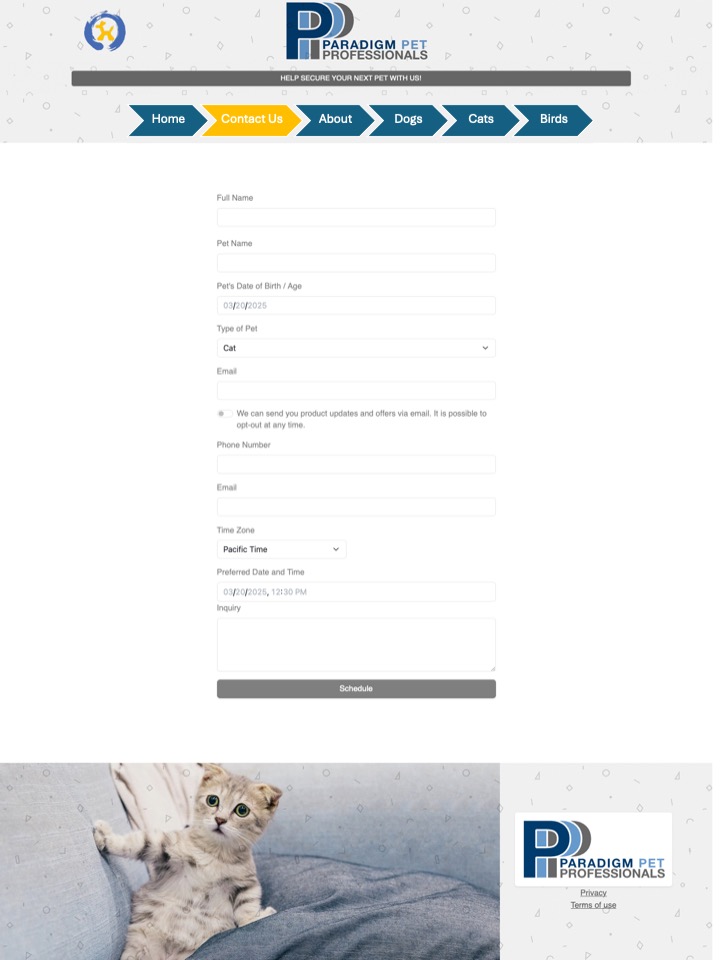 PARADIGM PET
PROFESSIONALS
HELP SECURE YOUR NEXT PET WITH US!
Home
Contact Us
About
Dogs
Cats
Birds
Full Name
Pet Name
Pet's Date of Birth / Age
03/20/2025
Type of Pet
Cat
Email
We can send you product updates and offers via email. It is possible to
opt-out at any time.
Phone Number
Email
Time Zone
Pacific Time
Preferred Date and Time
03/20/2025, 12:30 PM
Inquiry
Schedule
PARADIGM PET
PROFESSIONALS
Privacy
Terms of use